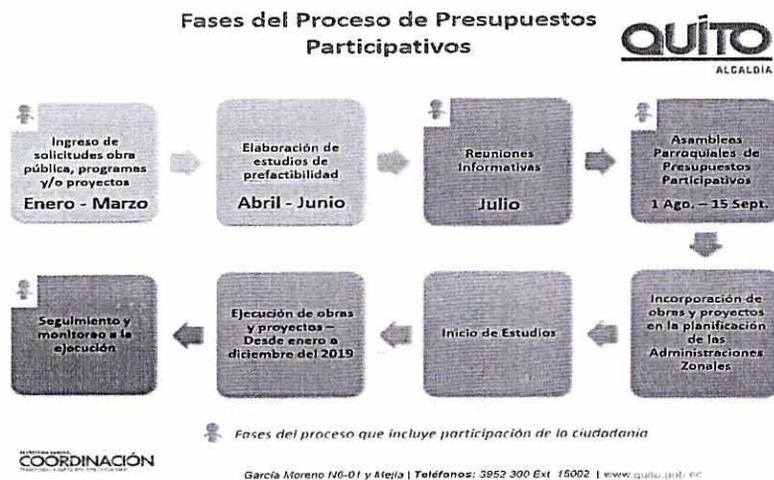 Fases del Proceso de Presupuestos
Participativos
QUITO
ALCALDÍA
Ingreso de
solicitudes obra
pública, programas
y/o proyectos
Enero - Marzo
Elaboración de
estudios de
prefactibilidad
Abril - Junio
Reuniones
Informativas
Julio
Asambleas
Parroquiales de
Presupuestos
Participativos
1 Ago. – 15 Sept.
Seguimiento y
monitoreo a la
ejecución
Ejecución de obras
y proyectos –
Desde enero a
diciembre del 2019
Inicio de Estudios
Incorporación de
obras y proyectos
en la planificación
de las
Administraciones
Zonales
Fases del proceso que incluye participación de la ciudadanía
COORDINACIÓN
García Moreno N6-01 y Mejía | Teléfonos: 3952 300 Ext 15002 | www.quito.gob.ec